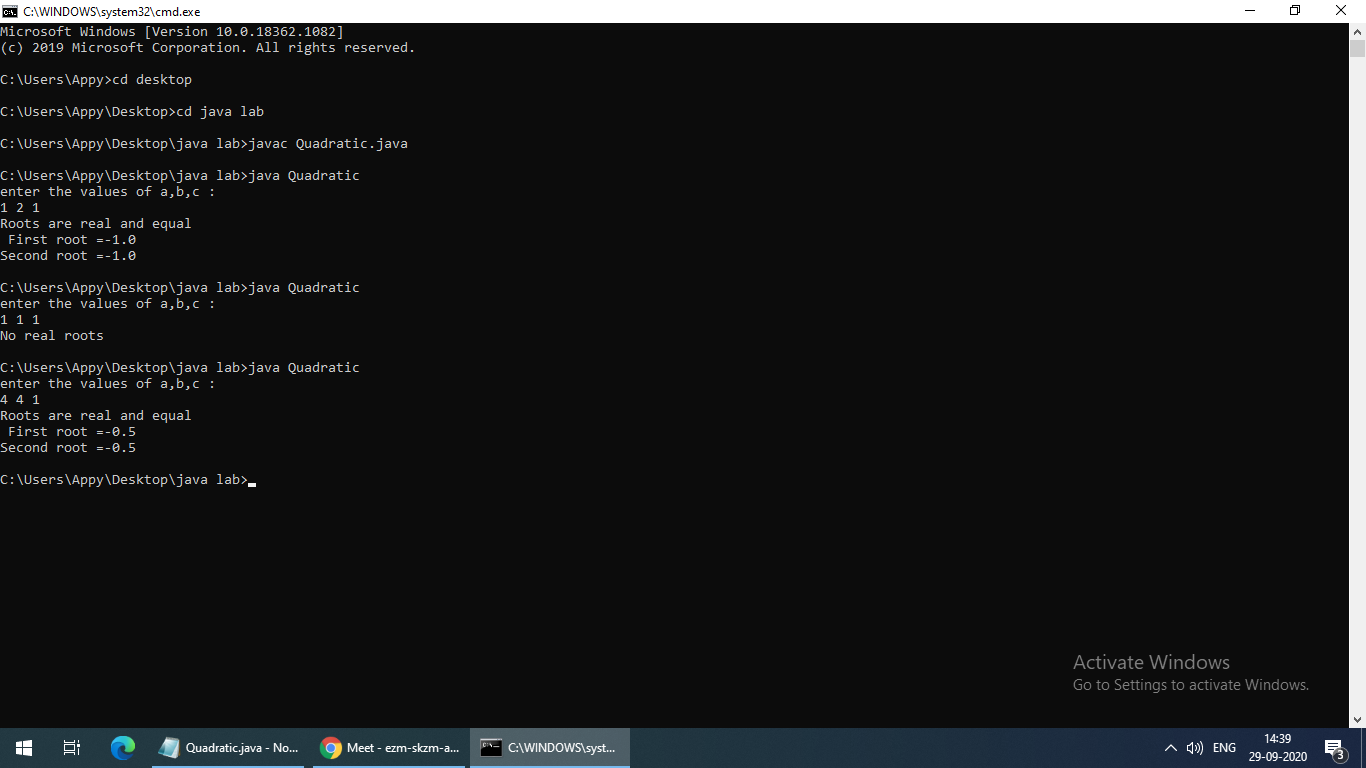 C:\WINDOWS\system32\cmd.exe
Microsoft Windows [Version 10.0.18362.1082]
(c) 2019 Microsoft Corporation. All rights reserved.
C:\Users\Appy>cd desktop
C:\Users\Appy\Desktop>cd java lab
C:\Users\Appy\Desktop\java lab>javac Quadratic.java
C:\Users\Appy\Desktop\java lab>java Quadratic
enter the values of a,b,c :
1 2 1
Roots are real and equal
 First root =-1.0
Second root =-1.0
C:\Users\Appy\Desktop\java lab>java Quadratic
enter the values of a,b,c :
1 1 1
No real roots
C:\Users\Appy\Desktop\java lab>java Quadratic
enter the values of a,b,c :
4 4 1
Roots are real and equal
 First root =-0.5
Second root =-0.5
C:\Users\Appy\Desktop\java lab>
Activate Windows
Go to Settings to activate Windows.
Quadratic.java - No...
Meet - ezm-skzm-a...
C:\WINDOWS\syst...
ENG
14:39
29-09-2020
3